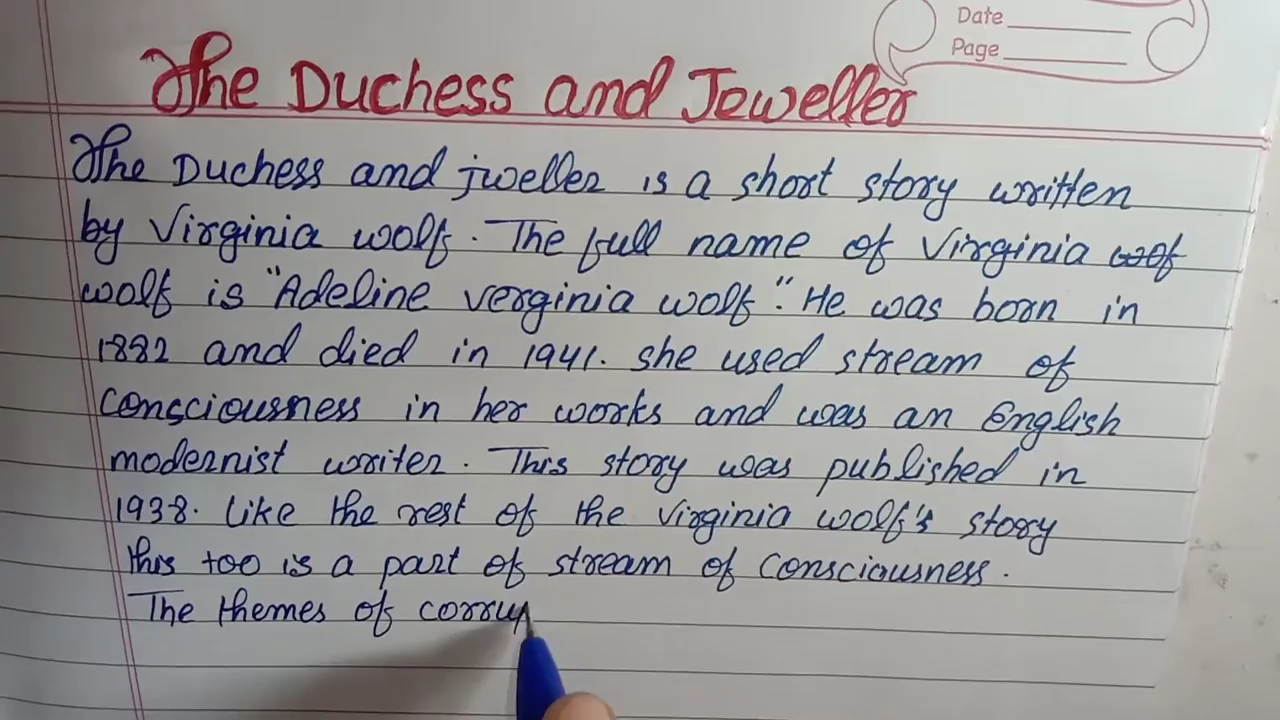 Date
Page
The Duchess and Jeweller
The Duchess and jweller is a short story written
by Virginia wolf. The full name of Virginia wof
wolf is "Adeline verginia wolf". He was born in
1882 and died in 1941. She used stream of
Consciousness in her works and was an English
modernist writer. This story was published in
1938. Like the rest of the Virginia wolf's story
this too is a part of stream of Consciousness.
The themes of corrup